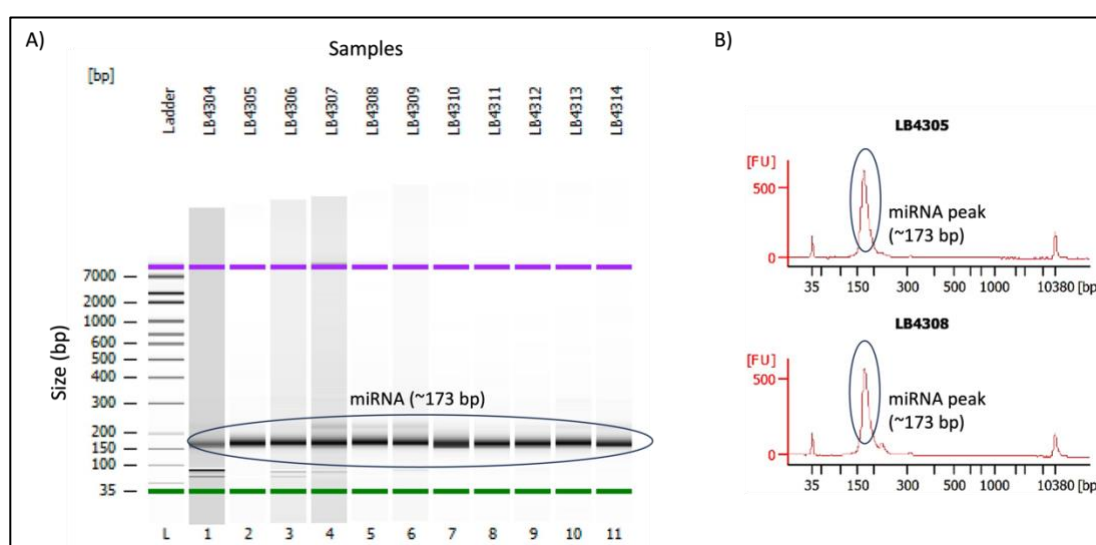 A)
Samples
[bp]
Ladder
LB4304
LB4305
LB4306
LB4307
LB4308
LB4309
LB4310
LB4311
LB4312
LB4313
LB4314
Size (bp)
7000
2000
1000
600
500
400
300
200
150
100
35
miRNA (~173 bp)
L 1 2 3 4 5 6 7 8 9 10 11
B)
LB4305
[FU]
500
0
miRNA peak
(~173 bp)
35 150 300 500 1000 10380 [bp]
LB4308
[FU]
500
0
miRNA peak
(~173 bp)
35 150 300 500 1000 10380 [bp]